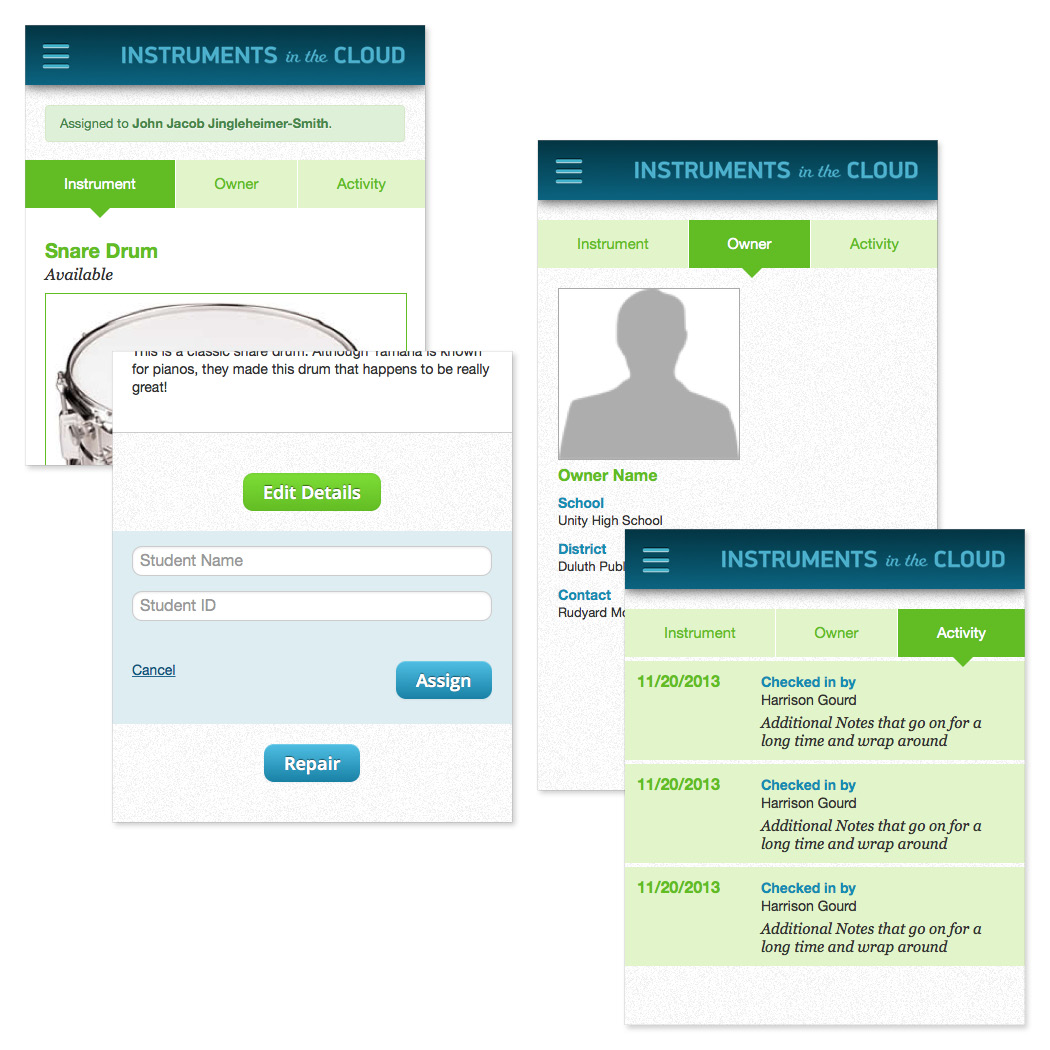 INSTRUMENTS in the CLOUD
Assigned to John Jacob Jingleheimer-Smith.
Instrument Owner Activity
Snare Drum
Available
This is a classic snare drum. Although Yamaha is known
for pianos, they made this drum that happens to be really
great!
Edit Details
Student Name
Student ID
Cancel
Assign
Repair
INSTRUMENTS in the CLOUD
Instrument Owner Activity
Owner Name
School
Unity High School
District
Duluth Publ
Contact
Rudyard Mo
INSTRUMENTS in the CLOUD
Instrument Owner Activity
11/20/2013 Checked in by
Harrison Gourd
Additional Notes that go on for a
long time and wrap around
11/20/2013 Checked in by
Harrison Gourd
Additional Notes that go on for a
long time and wrap around
11/20/2013 Checked in by
Harrison Gourd
Additional Notes that go on for a
long time and wrap around